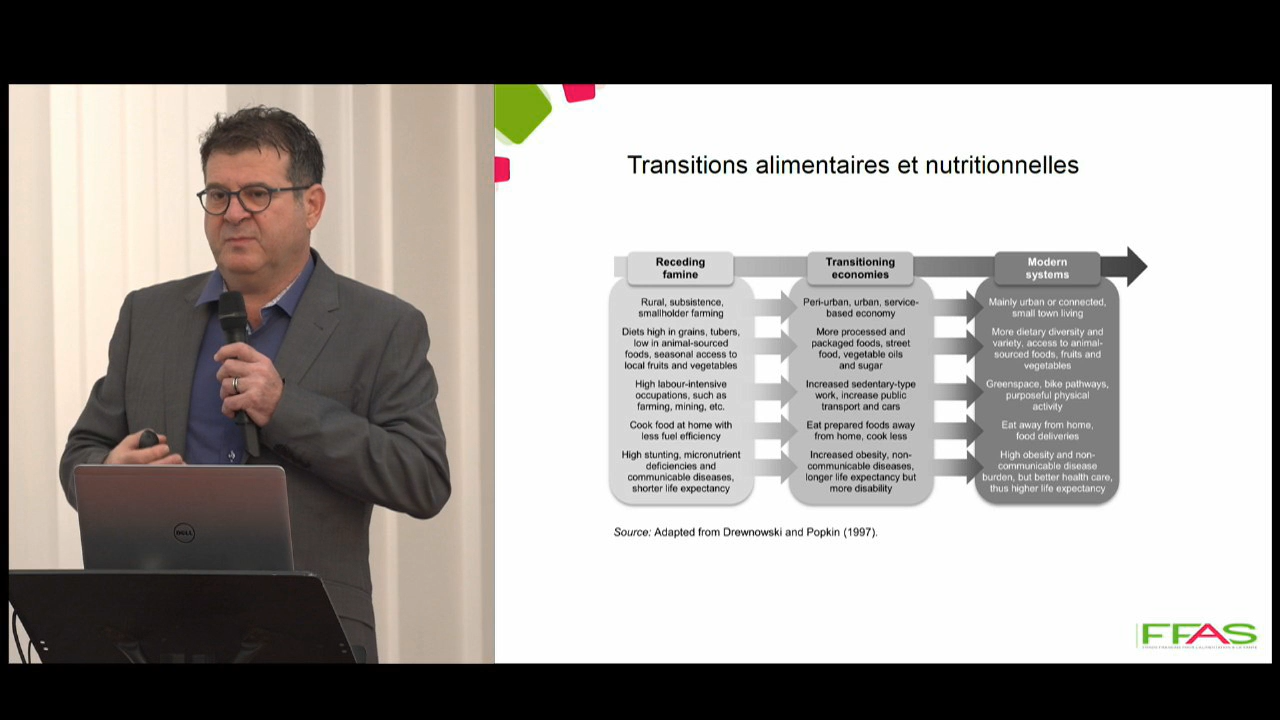 Transitions alimentaires et nutritionnelles
Receding
famine
Rural, subsistence,
smallholder farming
Diets high in grains, tubers,
low in animal-sourced
foods, seasonal access to
local fruits and vegetables
High labour-intensive
occupations, such as
farming, mining, etc.
Cook food at home with
less fuel efficiency
High stunting, micronutrient
deficiencies and
communicable diseases,
shorter life expectancy
Transitioning
economies
Peri-urban, urban, service-
based economy
More processed and
packaged foods, street
food, vegetable oils
and sugar
Increased sedentary-type
work, increase public
transport and cars
Eat prepared foods away
from home, cook less
Increased obesity, non-
communicable diseases,
longer life expectancy but
more disability
Modern
systems
Mainly urban or connected,
small town living
More dietary diversity and
variety, access to animal-
sourced foods, fruits and
vegetables
Greenspace, bike pathways,
purposeful physical
activity
Eat away from home,
food deliveries
High obesity and non-
communicable disease
burden, but better health care,
thus higher life expectancy
Source: Adapted from Drewnowski and Popkin (1997).
DELL
FFAS